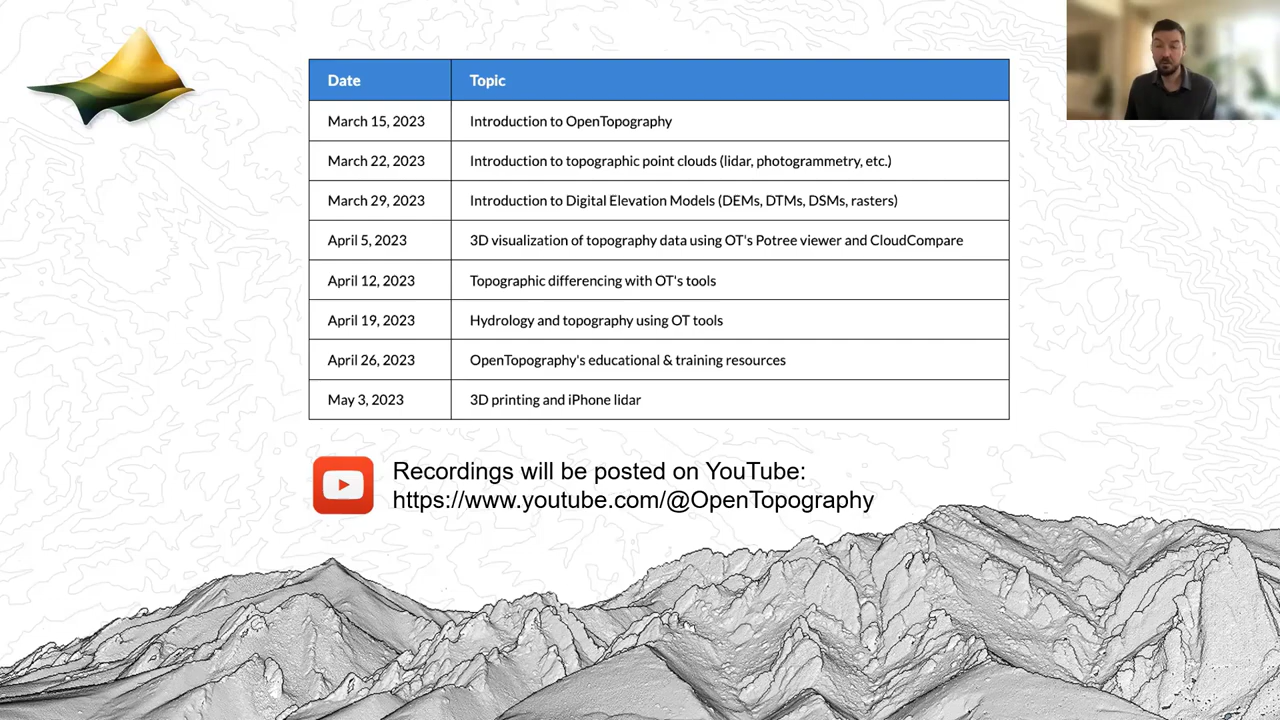 Date Topic
March 15, 2023 Introduction to OpenTopography
March 22, 2023 Introduction to topographic point clouds (lidar, photogrammetry, etc.)
March 29, 2023 Introduction to Digital Elevation Models (DEMs, DTMs, DSMs, rasters)
April 5, 2023 3D visualization of topography data using OT's Potree viewer and CloudCompare
April 12, 2023 Topographic differencing with OT's tools
April 19, 2023 Hydrology and topography using OT tools
April 26, 2023 OpenTopography's educational & training resources
May 3, 2023 3D printing and iPhone lidar
Recordings will be posted on YouTube:
https://www.youtube.com/@OpenTopography